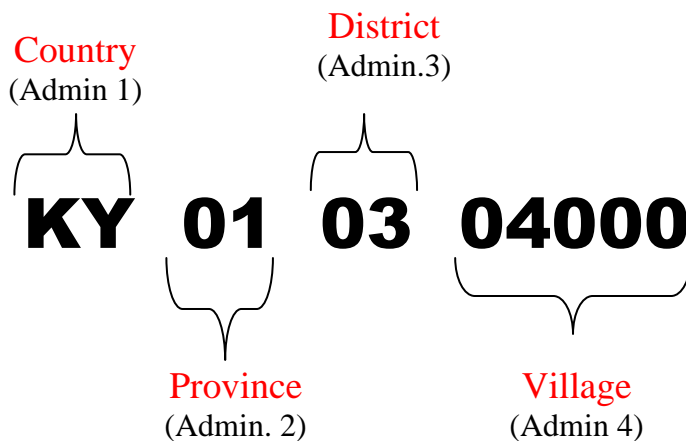 Country
(Admin 1)
District
(Admin.3)
KY 01 03 04000
Province
(Admin. 2)
Village
(Admin 4)